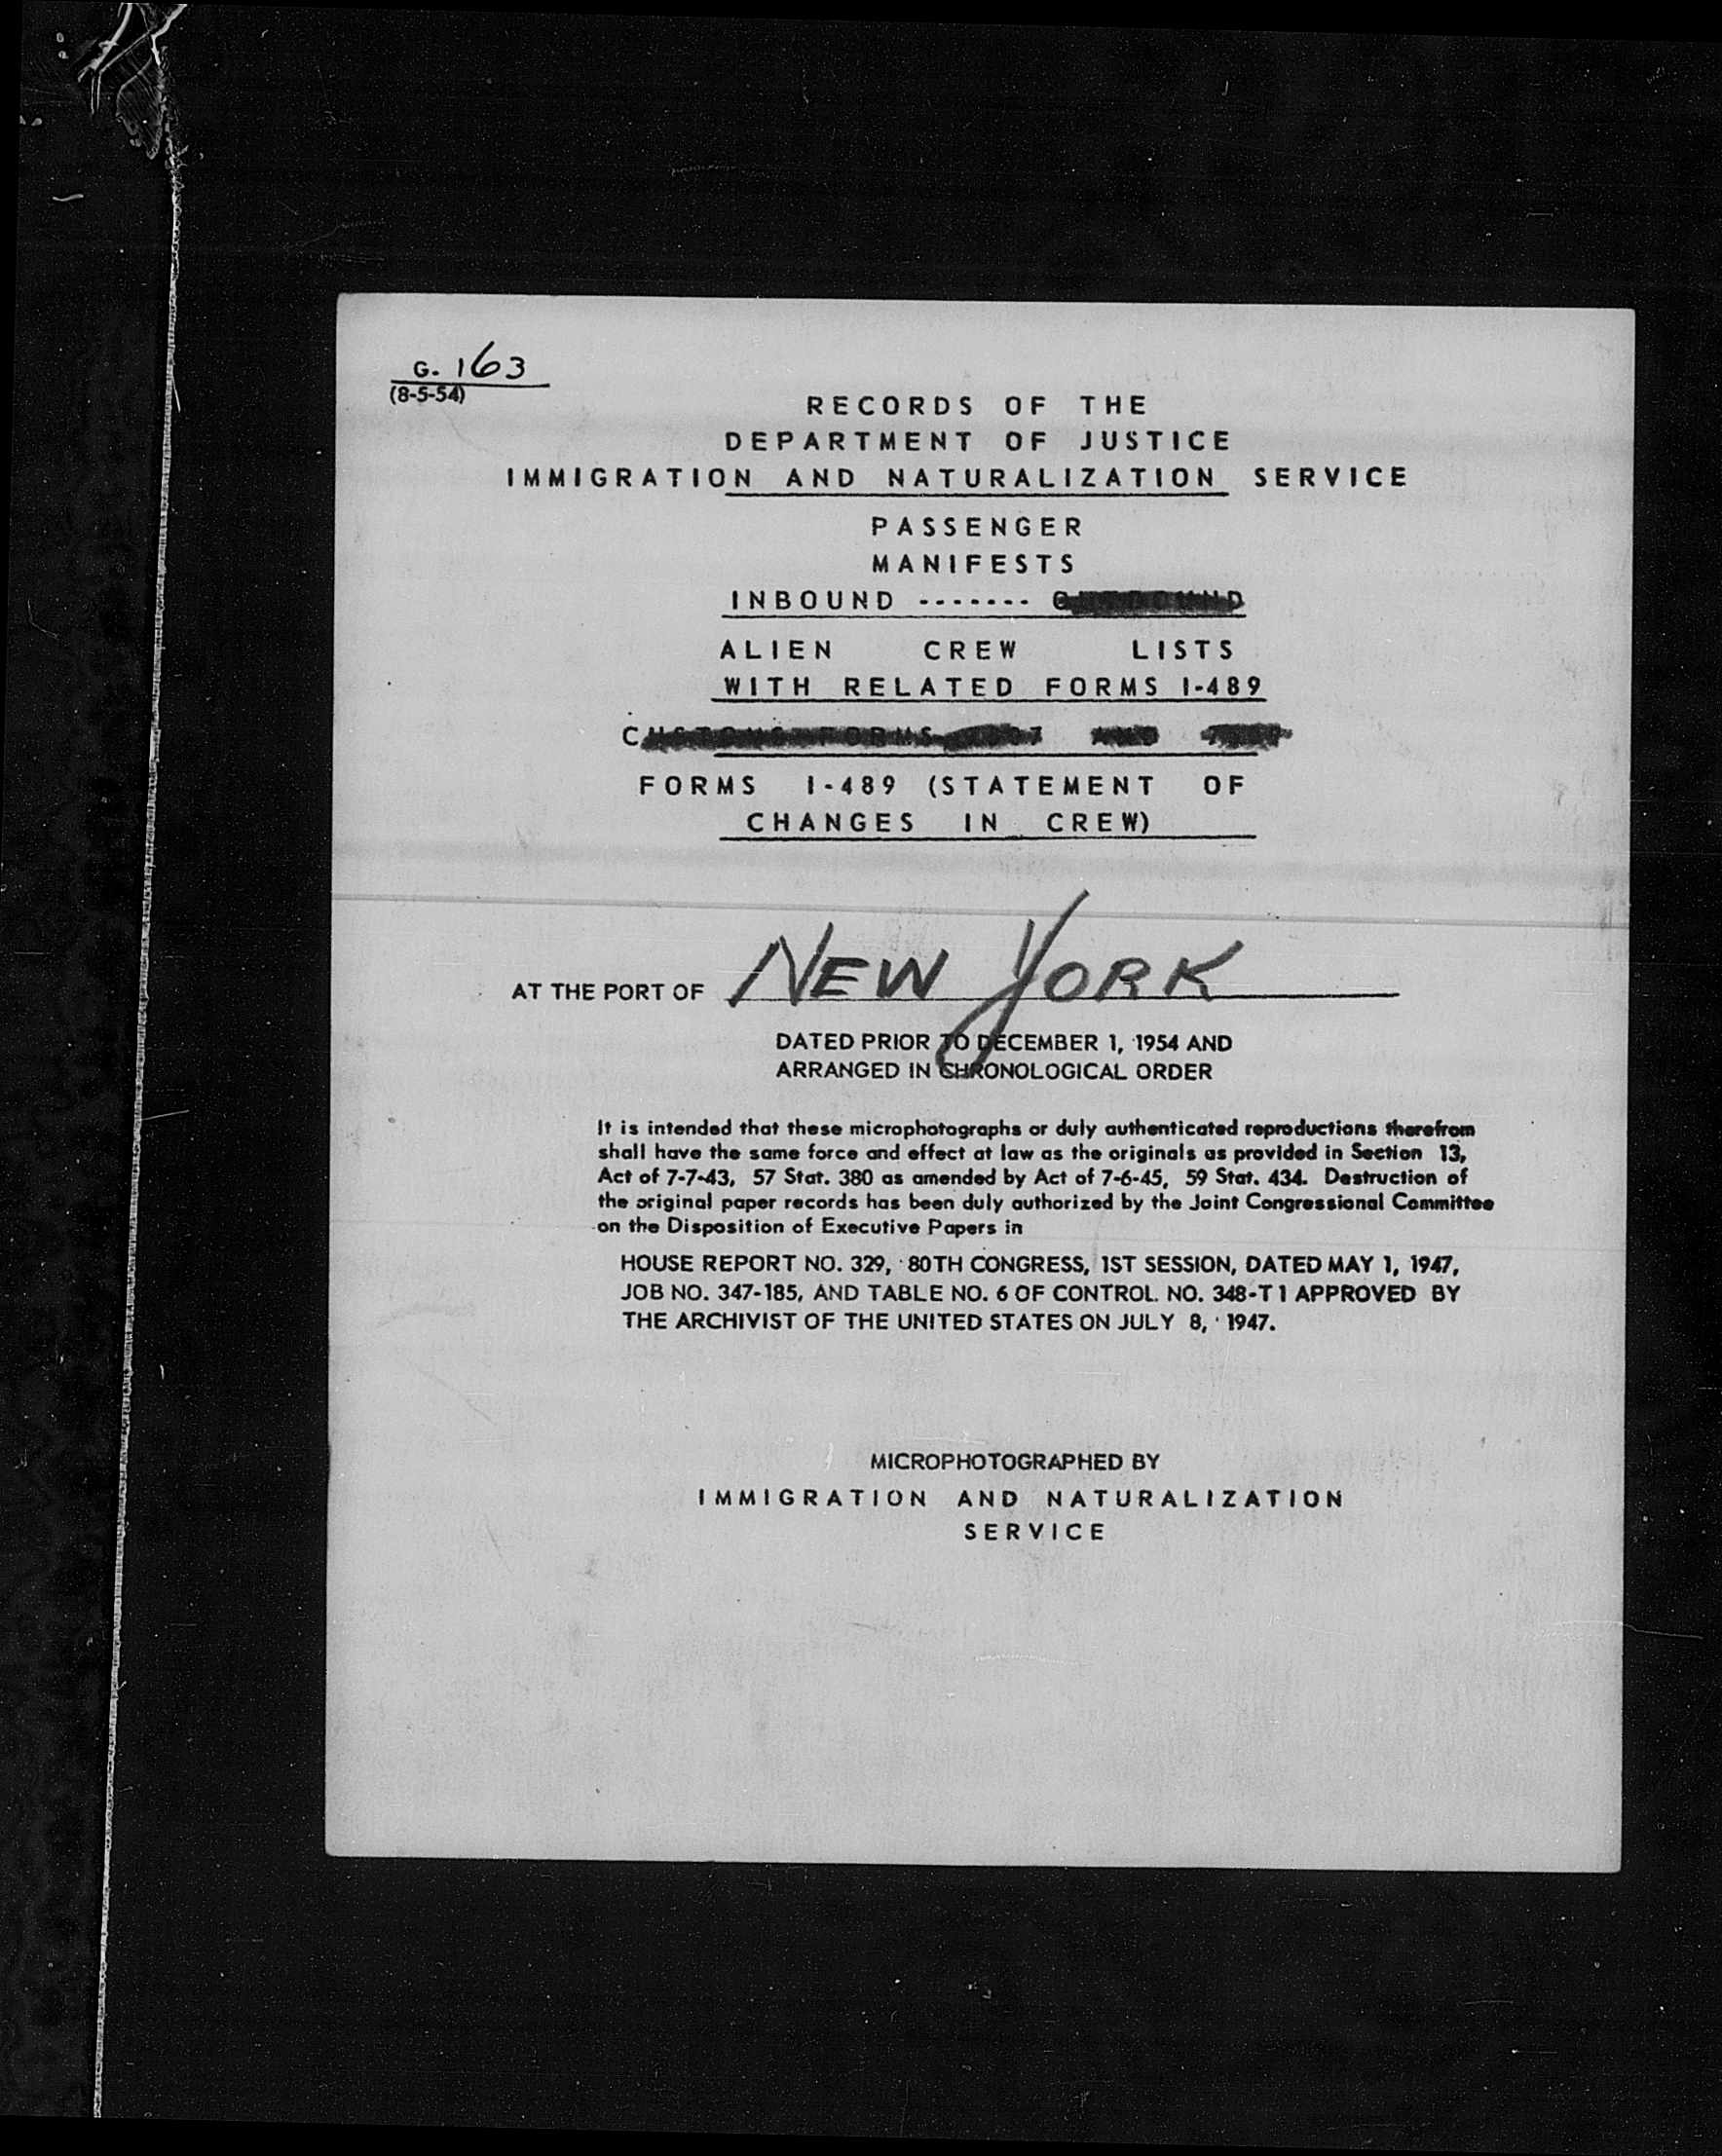 G. 163
(8-5-54)
RECORDS OF THE
DEPARTMENT OF JUSTICE
IMMIGRATION AND NATURALIZATION SERVICE
PASSENGER
MANIFESTS
INBOUND -------
ALIEN CREW LISTS
WITH RELATED FORMS I-489
FORMS I-489 (STATEMENT OF
CHANGES IN CREW)
AT THE PORT OF NEW YORK
DATED PRIOR TO DECEMBER 1, 1954 AND
ARRANGED IN CHRONOLOGICAL ORDER
It is intended that these microphotographs or duly authenticated reproductions therefrom
shall have the same force and effect at law as the originals as provided in Section 13,
Act of 7-7-43, 57 Stat. 380 as amended by Act of 7-6-45, 59 Stat. 434. Destruction of
the original paper records has been duly authorized by the Joint Congressional Committee
on the Disposition of Executive Papers in
HOUSE REPORT NO. 329, 80TH CONGRESS, 1ST SESSION, DATED MAY 1, 1947,
JOB NO. 347-185, AND TABLE NO. 6 OF CONTROL NO. 348-T1 APPROVED BY
THE ARCHIVIST OF THE UNITED STATES ON JULY 8, 1947.
MICROPHOTOGRAPHED BY
IMMIGRATION AND NATURALIZATION
SERVICE